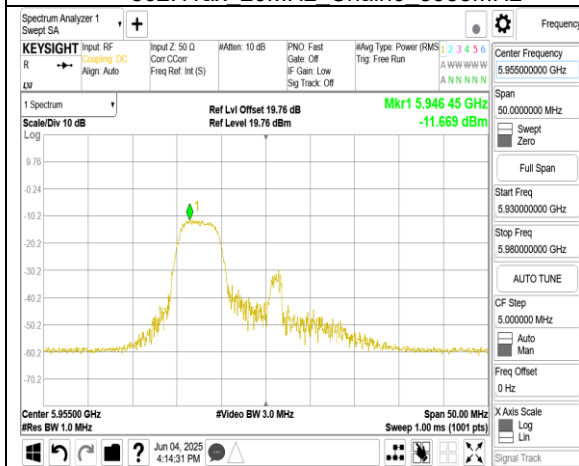 Spectrum Analyzer 1
Swept SA
Frequency
KEYSIGHT
R
LXI
Input: RF
Coupling: DC
Align: Auto
Input Z: 50 Ω
Corr CCorr
Freq Ref: Int (S)
#Atten: 10 dB
PNO: Fast
Gate: Off
IF Gain: Low
Sig Track: Off
#Avg Type: Power (RMS
Trig: Free Run
1 2 3 4 5 6
A W W W W W
A N N N N N
1 Spectrum
Scale/Div 10 dB
Log
Ref Lvl Offset 19.76 dB
Ref Level 19.76 dBm
Mkr1 5.946 45 GHz
-11.669 dBm
1
9.76
-0.24
-10.2
-20.2
-30.2
-40.2
-50.2
-60.2
-70.2
Center 5.95500 GHz
#Res BW 1.0 MHz
#Video BW 3.0 MHz
Span 50.00 MHz
Sweep 1.00 ms (1001 pts)
Center Frequency
5.955000000 GHz
Span
50.0000000 MHz
Swept
Zero
Full Span
Start Freq
5.930000000 GHz
Stop Freq
5.980000000 GHz
AUTO TUNE
CF Step
5.000000 MHz
Auto
Man
Freq Offset
0 Hz
X Axis Scale
Log
Lin
Signal Track
Jun 04, 2025
4:14:31 PM